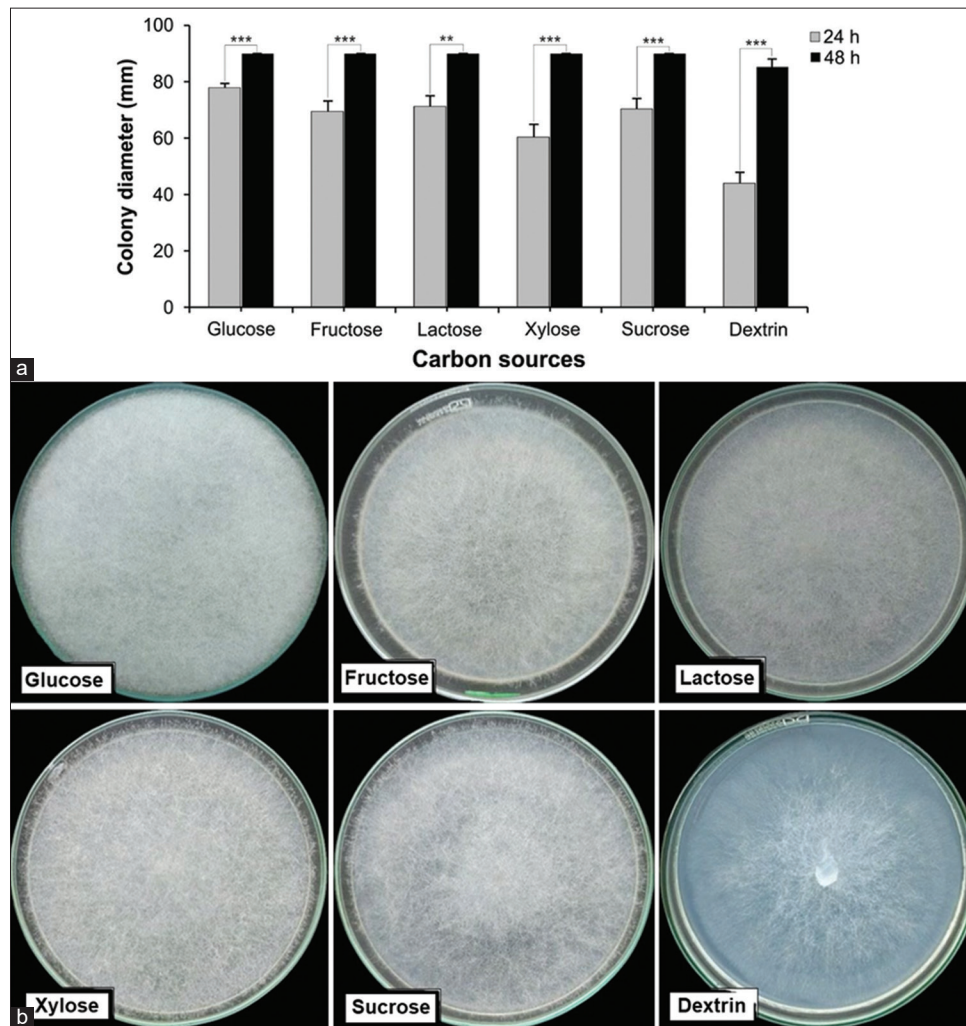 100
80
60
40
20
0
Colony diameter (mm)
***
***
**
***
***
***
24 h
48 h
Glucose
Fructose
Lactose
Xylose
Sucrose
Dextrin
Carbon sources
a
Glucose
Fructose
Lactose
Xylose
Sucrose
Dextrin
b